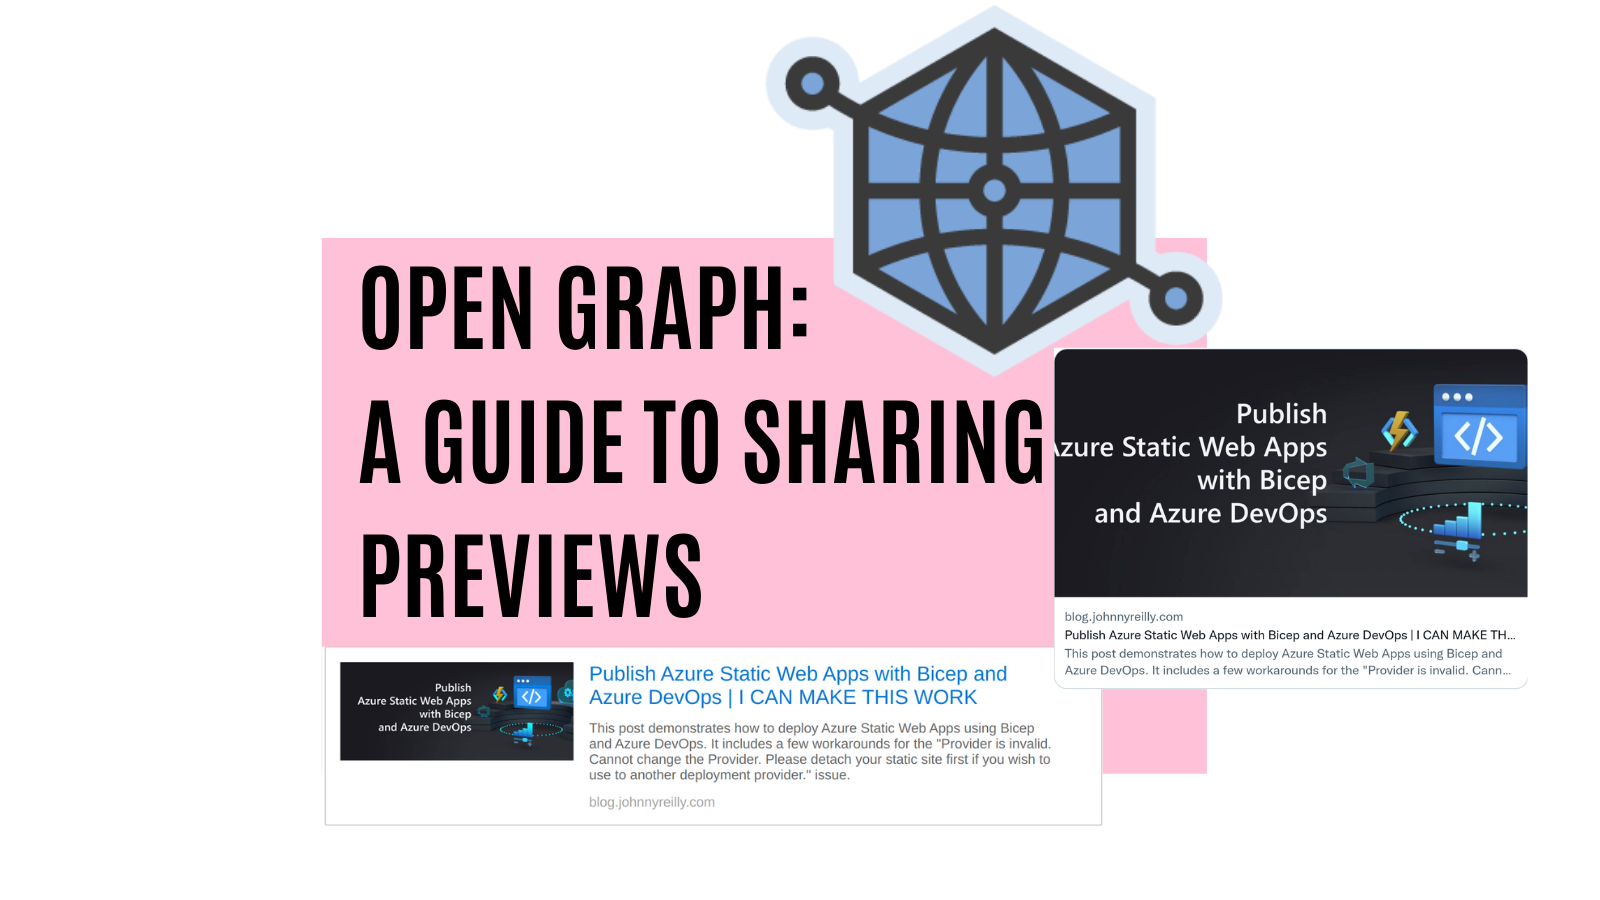 OPEN GRAPH:
A GUIDE TO SHARING
PREVIEWS
Publish
Azure Static Web Apps
with Bicep
and Azure DevOps
blog.johnnyreilly.com
Publish Azure Static Web Apps with Bicep and Azure DevOps | I CAN MAKE TH...
This post demonstrates how to deploy Azure Static Web Apps using Bicep and
Azure DevOps. It includes a few workarounds for the "Provider is invalid. Cann...
Publish
Azure Static Web Apps
with Bicep
and Azure DevOps
Publish Azure Static Web Apps with Bicep and
Azure DevOps | I CAN MAKE THIS WORK
This post demonstrates how to deploy Azure Static Web Apps using Bicep
and Azure DevOps. It includes a few workarounds for the "Provider is invalid.
Cannot change the Provider. Please detach your static site first if you wish to
use to another deployment provider." issue.
blog.johnnyreilly.com